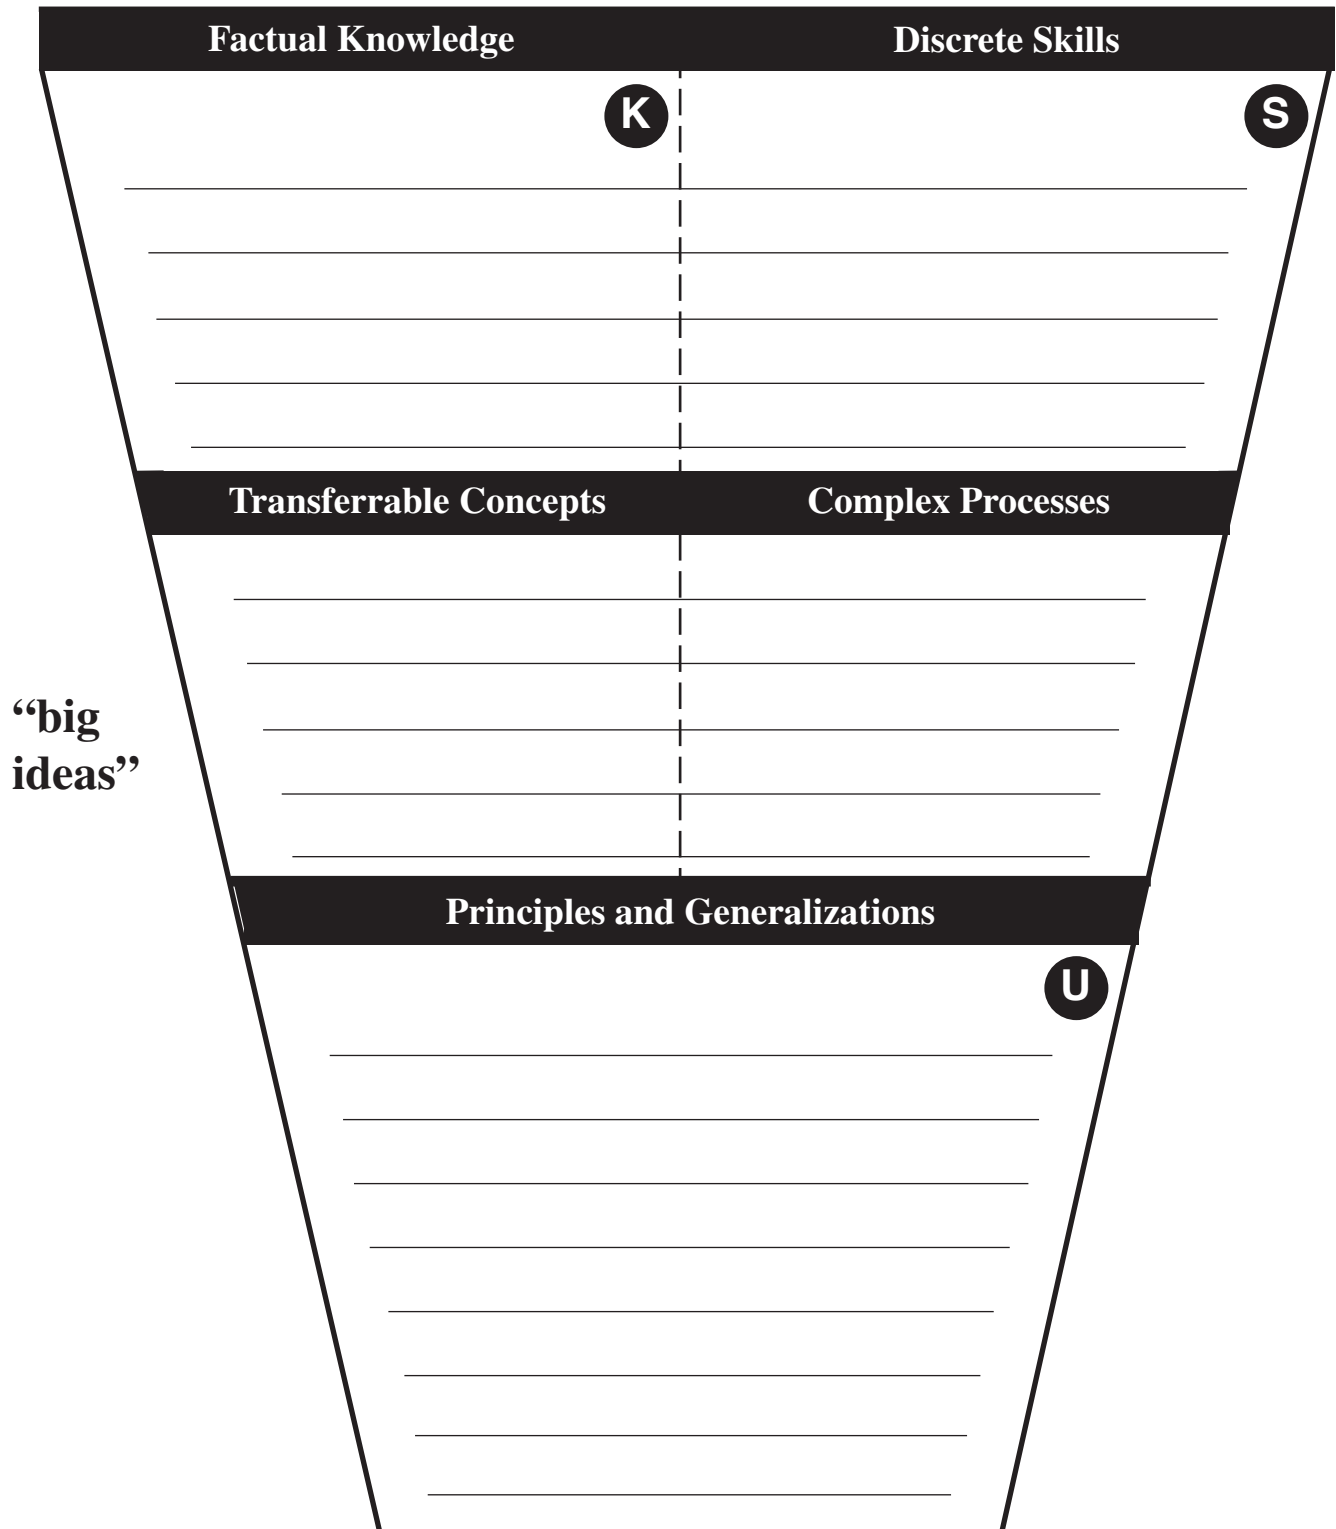 Factual Knowledge Discrete Skills
K S
Transferrable Concepts Complex Processes
“big
ideas”
Principles and Generalizations
U